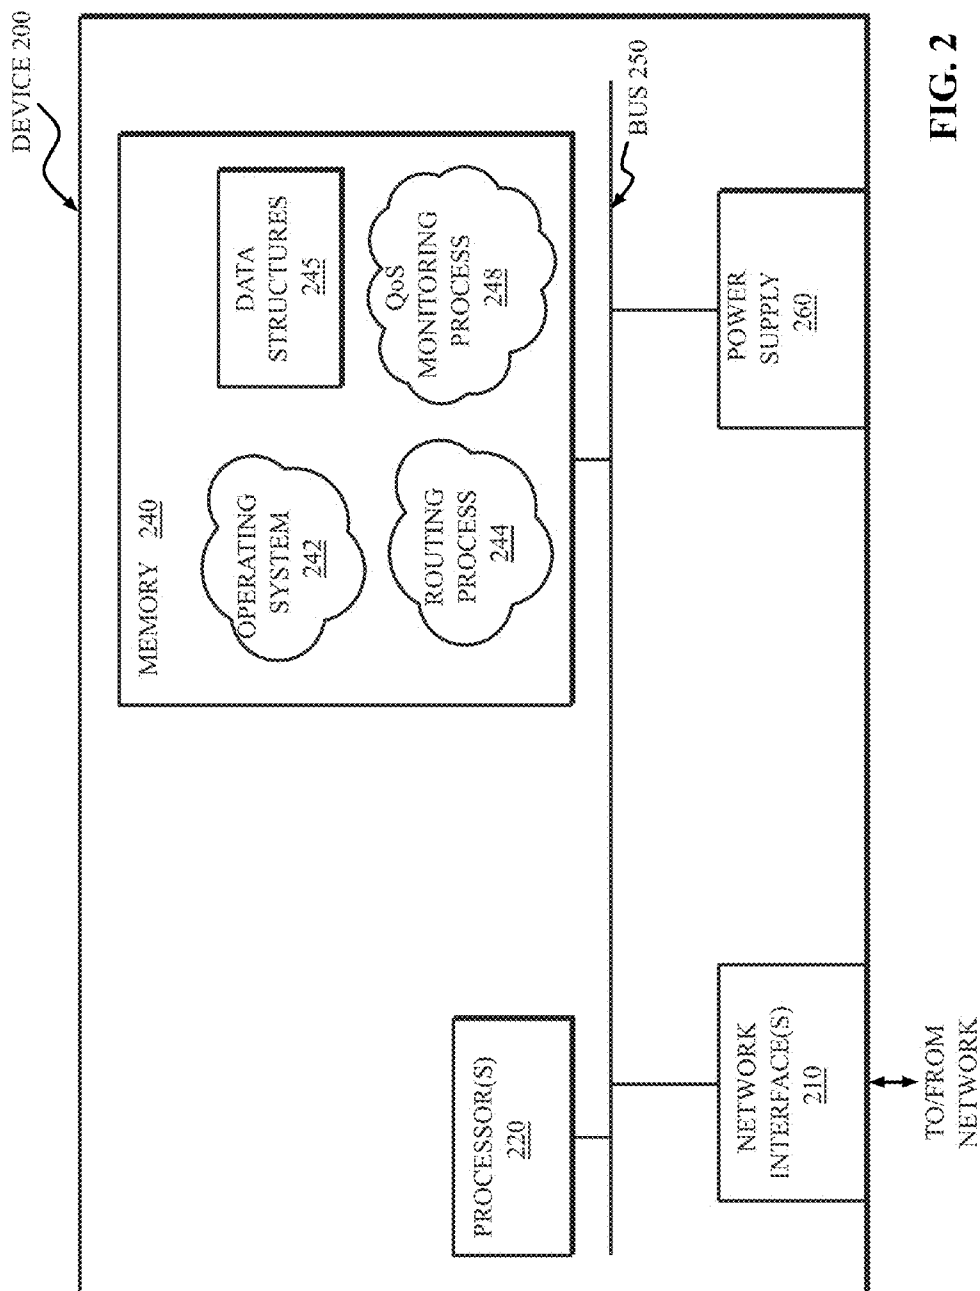 DEVICE 200
MEMORY 240
OPERATING
SYSTEM
242
DATA
STRUCTURES
245
ROUTING
PROCESS
244
QoS
MONITORING
PROCESS
248
PROCESSOR(S)
220
BUS 250
NETWORK
INTERFACE(S)
210
POWER
SUPPLY
260
TO/FROM
NETWORK
FIG. 2